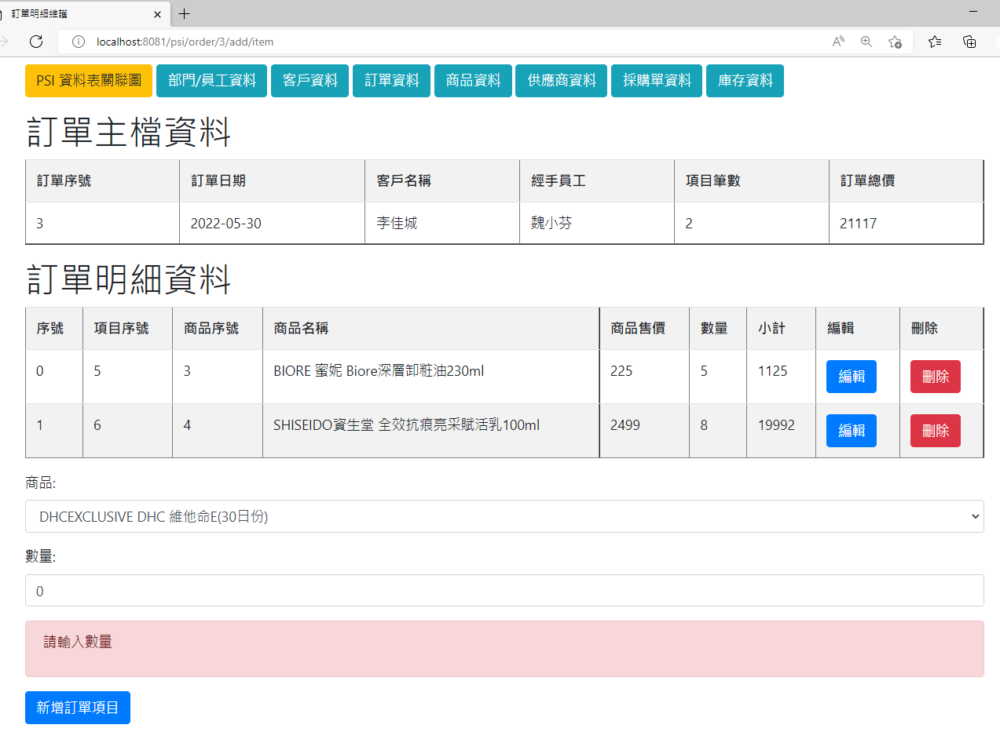 訂單明細維護
localhost:8081/psi/order/3/add/item
PSI 資料表關聯圖 部門/員工資料 客戶資料 訂單資料 商品資料 供應商資料 採購單資料 庫存資料
訂單主檔資料
訂單序號 訂單日期 客戶名稱 經手員工 項目筆數 訂單總價
3 2022-05-30 李佳城 魏小芬 2 21117
訂單明細資料
序號 項目序號 商品序號 商品名稱 商品售價 數量 小計 編輯 刪除
0 5 3 BIORE 蜜妮 Biore深層卸粧油230ml 225 5 1125 編輯 刪除
1 6 4 SHISEIDO資生堂 全效抗痕亮采賦活乳100ml 2499 8 19992 編輯 刪除
商品:
DHCEXCLUSIVE DHC 維他命E(30日份)
數量:
0
請輸入數量
新增訂單項目